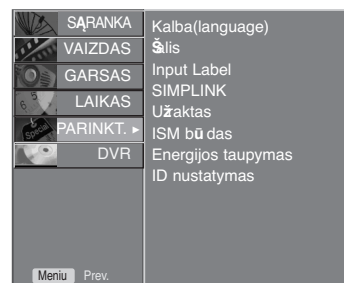 SĄRANKA
VAIZDAS
GARSAS
LAIKAS
PARINKT. ►
DVR
Kalba(language)
Šalis
Input Label
SIMPLINK
Užraktas
ISM būdas
Energijos taupymas
ID nustatymas
Special
Meniu Prev.